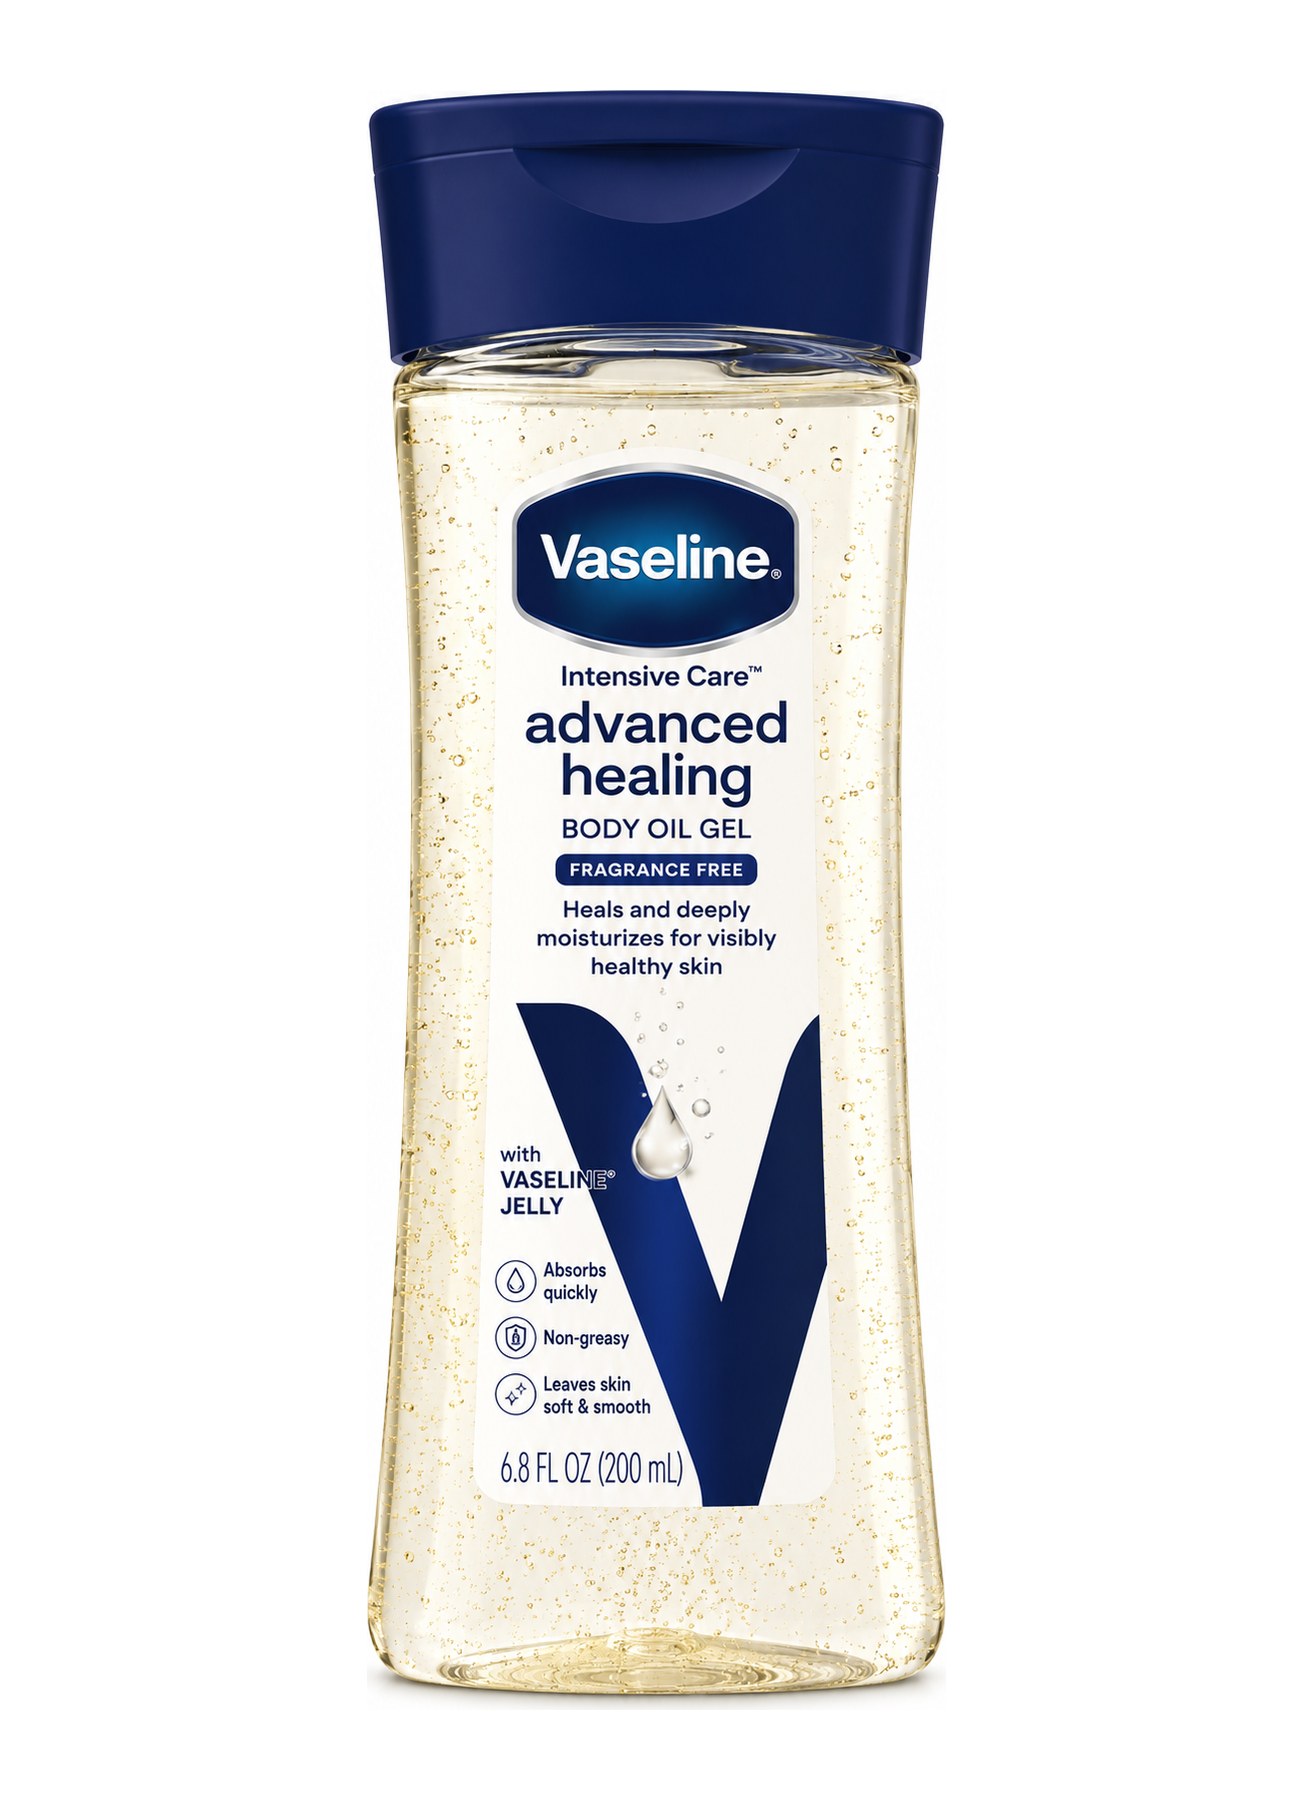 Vaseline®
Intensive Care™
advanced
healing
BODY OIL GEL
FRAGRANCE FREE
Heals and deeply
moisturizes for visibly
healthy skin
with
VASELINE®
JELLY
Absorbs
quickly
Non-greasy
Leaves skin
soft & smooth
6.8 FL OZ (200 mL)